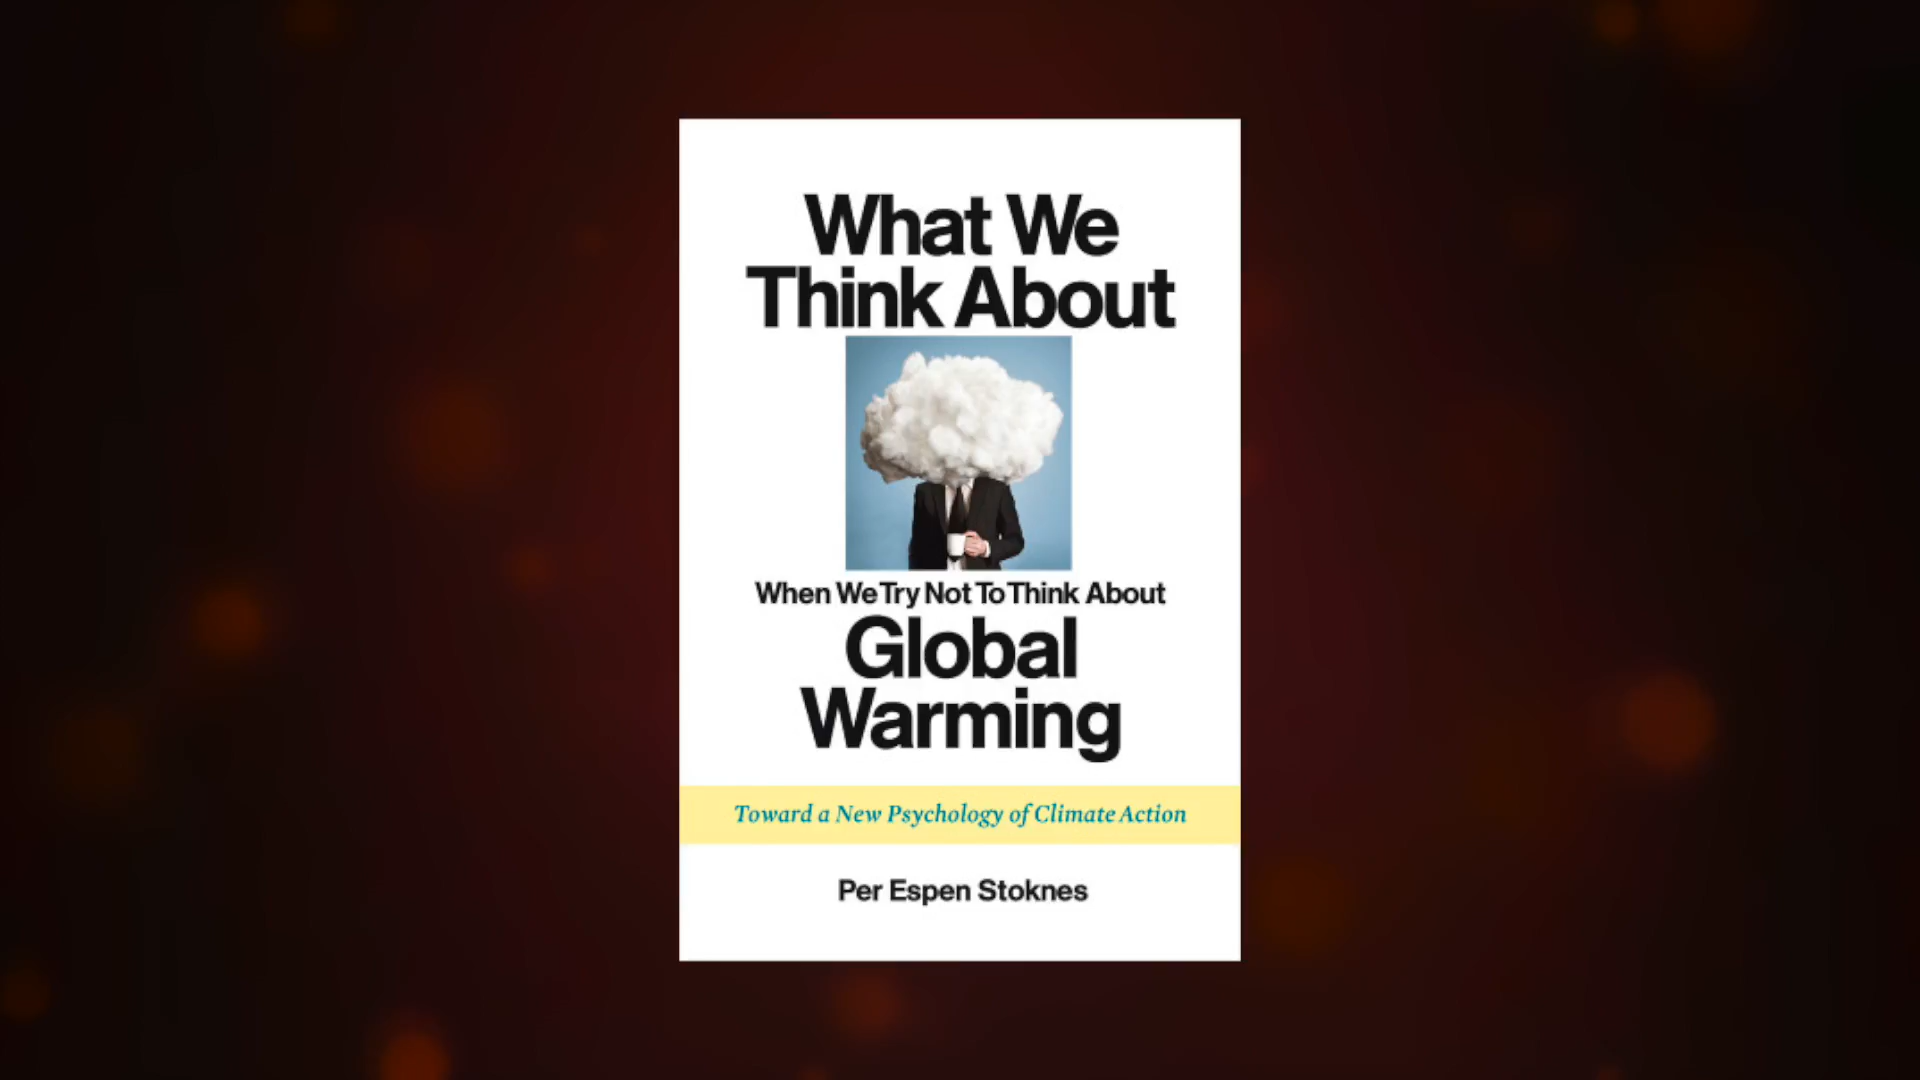 What We
Think About
When We Try Not To Think About
Global
Warming
Toward a New Psychology of Climate Action
Per Espen Stoknes